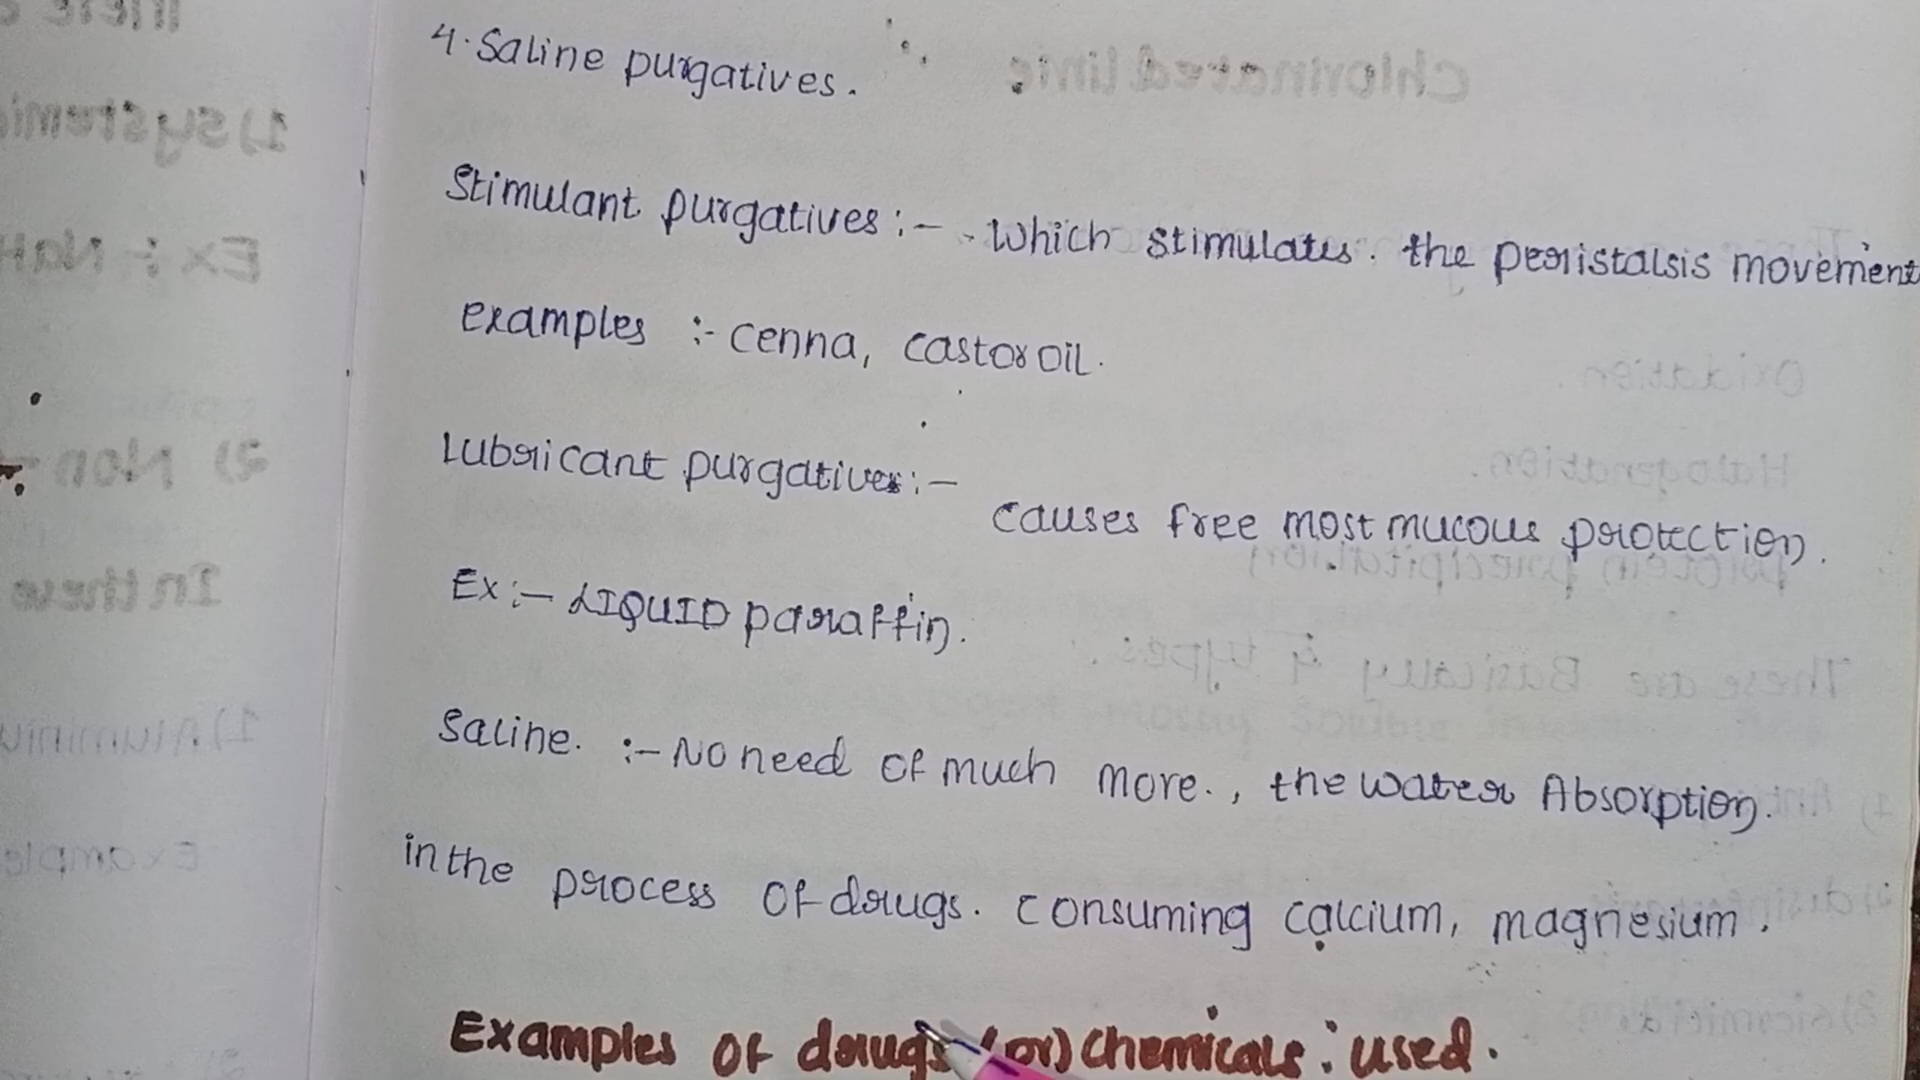 4. Saline purgatives.
Stimulant purgatives :- Which stimulates. the peristalsis movement
examples :- cenna, castor oil.
Lubricant purgatives :-
causes free most mucous protection.
Ex :- LIQUID paraffin.
Saline. :- No need of much more., the water Absorption.
in the process of drugs. consuming calcium, magnesium.
Examples of drugs (or) chemicals : used.